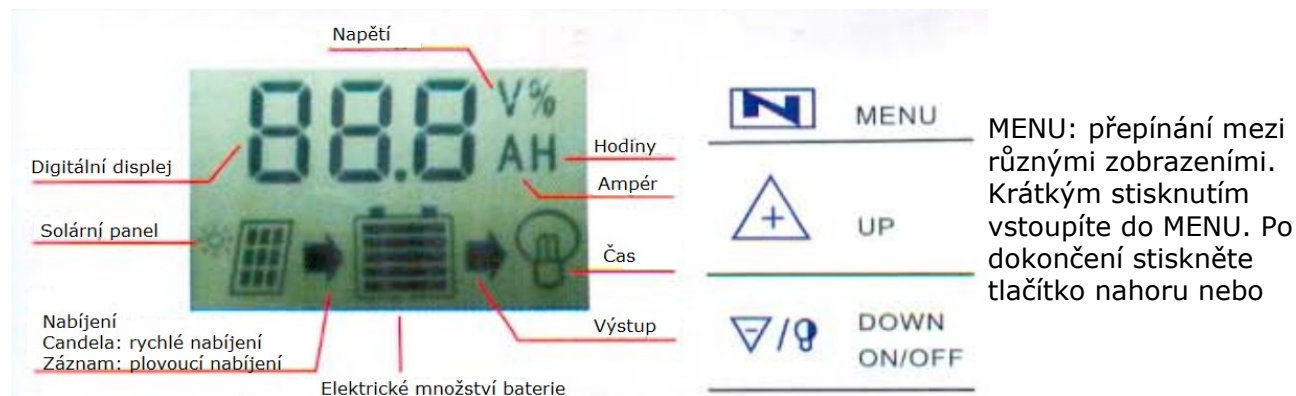 Napětí
88.8 V%
AH
Hodiny
Ampér
Digitální displej
Solární panel
Čas
Výstup
Nabíjení
Candela: rychlé nabíjení
Záznam: plovoucí nabíjení
Elektrické množství baterie
MENU
+
UP
-/
DOWN
ON/OFF
MENU: přepínání mezi
různými zobrazeními.
Krátkým stisknutím
vstoupíte do MENU. Po
dokončení stiskněte
tlačítko nahoru nebo